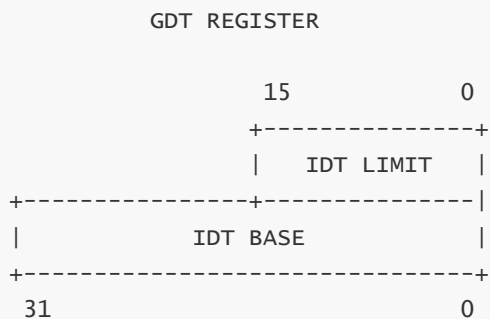 GDT REGISTER
15 0
+---------------+
| IDT LIMIT |
+----------------+---------------|
| IDT BASE |
+--------------------------------+
31 0